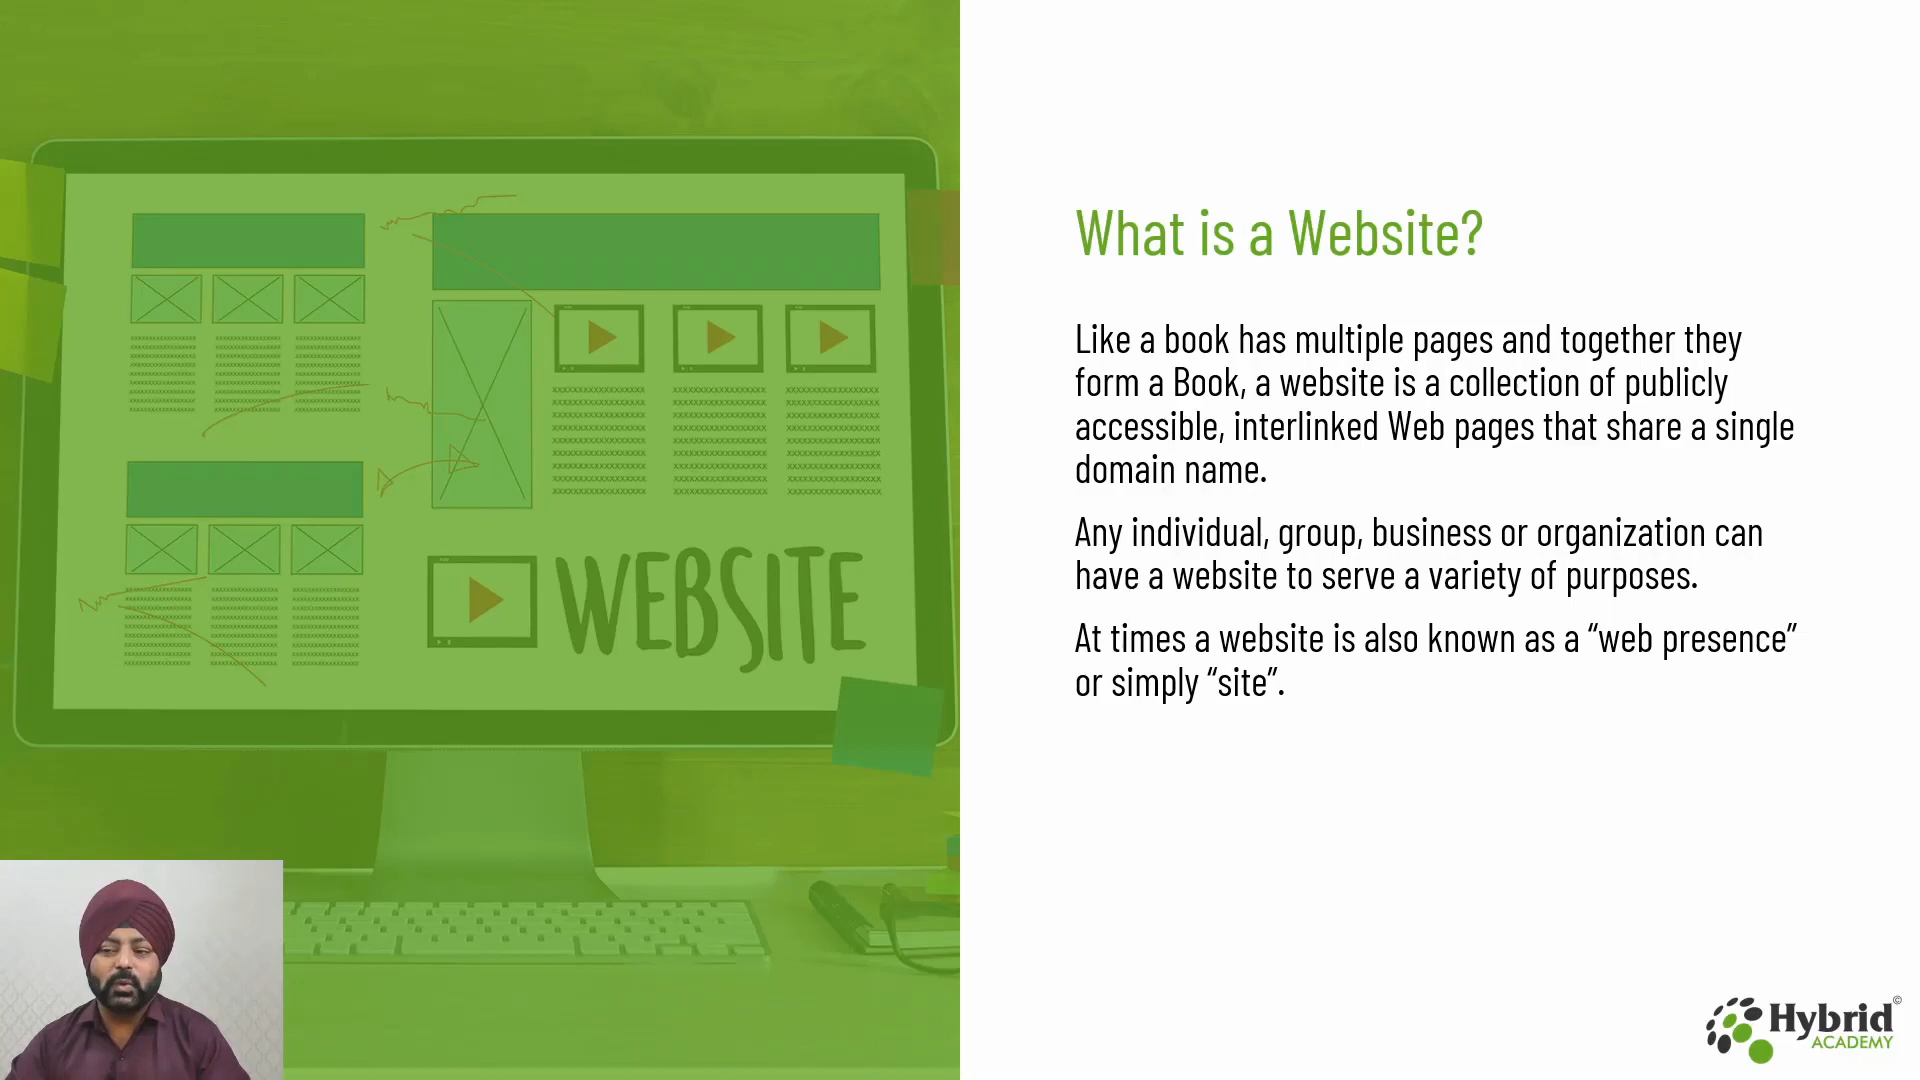 WEBSITE
What is a Website?
Like a book has multiple pages and together they
form a Book, a website is a collection of publicly
accessible, interlinked Web pages that share a single
domain name.
Any individual, group, business or organization can
have a website to serve a variety of purposes.
At times a website is also known as a “web presence”
or simply “site”.
Hybrid©
ACADEMY